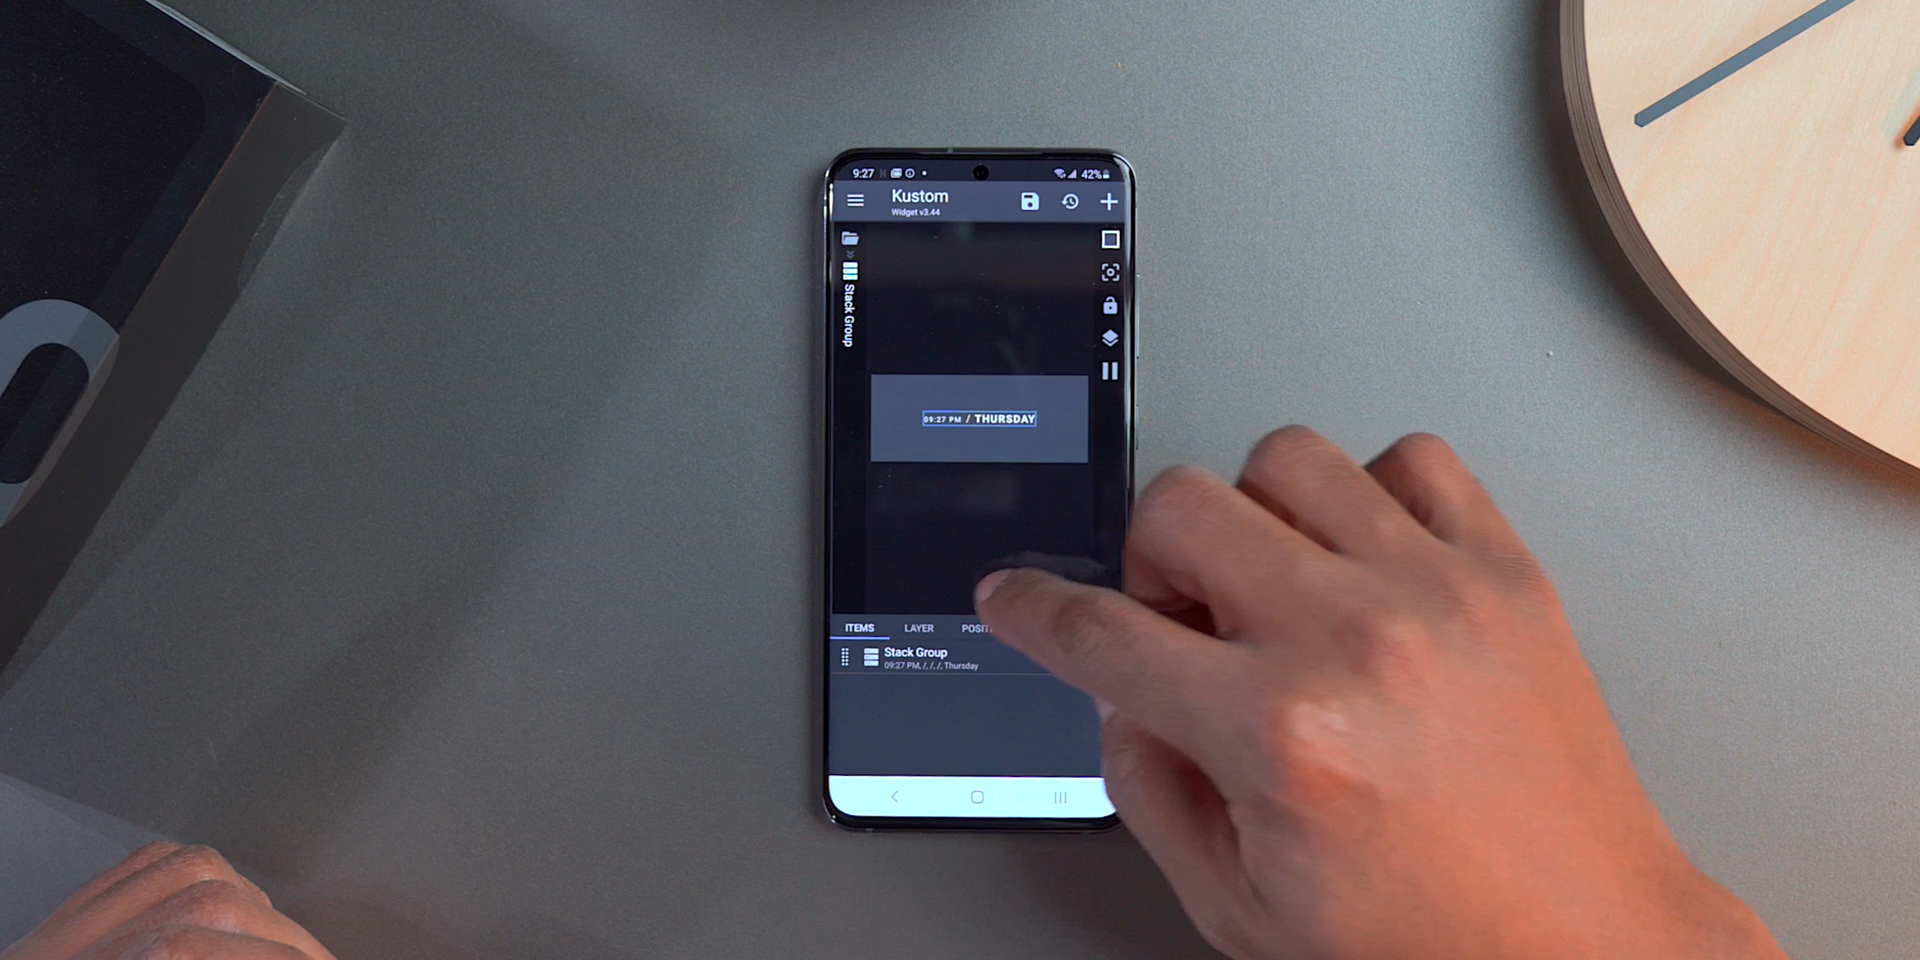 9:27
42%
Kustom
Widget v3.44
Stack Group
09:27 PM / THURSDAY
ITEMS LAYER POSITI
Stack Group
09:27 PM, /, /, /, Thursday